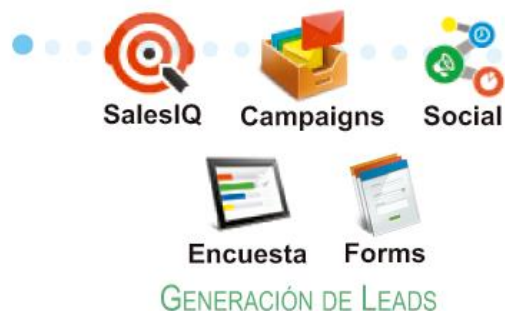 SalesIQ Campaigns Social
Encuesta Forms
GENERACIÓN DE LEADS